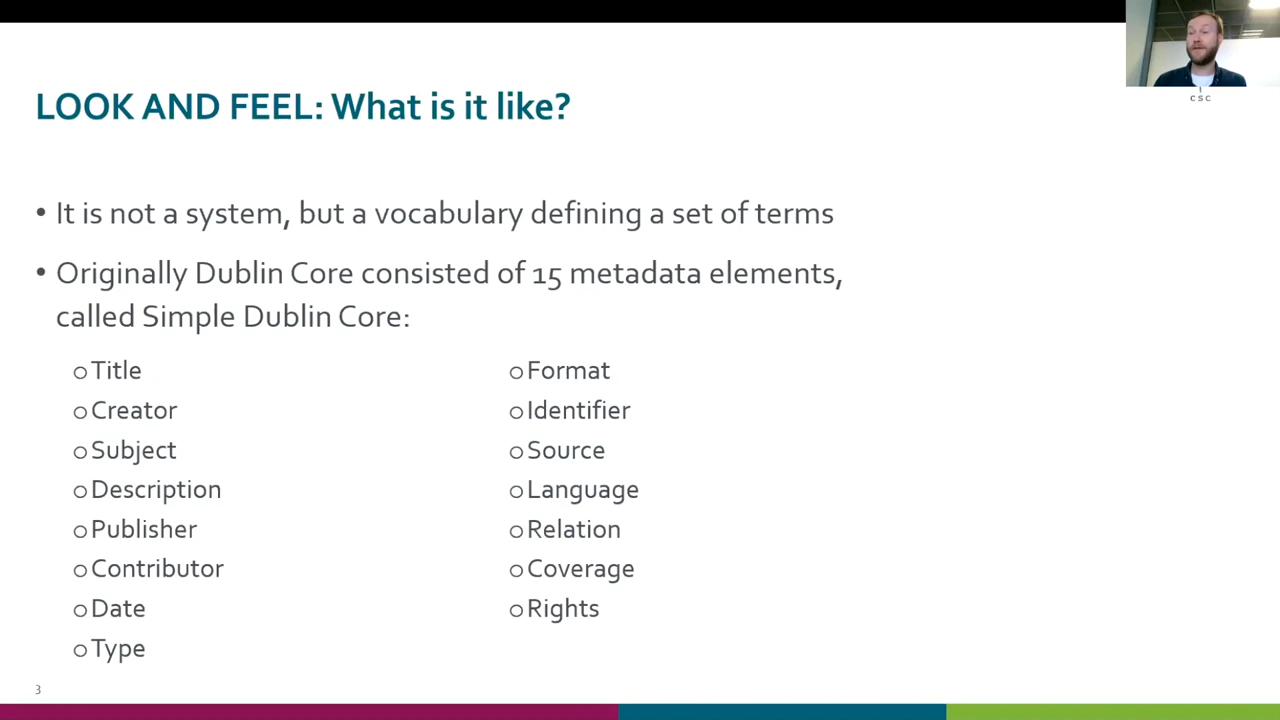 csc
LOOK AND FEEL: What is it like?
• It is not a system, but a vocabulary defining a set of terms
• Originally Dublin Core consisted of 15 metadata elements,
called Simple Dublin Core:
o Title
o Creator
o Subject
o Description
o Publisher
o Contributor
o Date
o Type
o Format
o Identifier
o Source
o Language
o Relation
o Coverage
o Rights
3